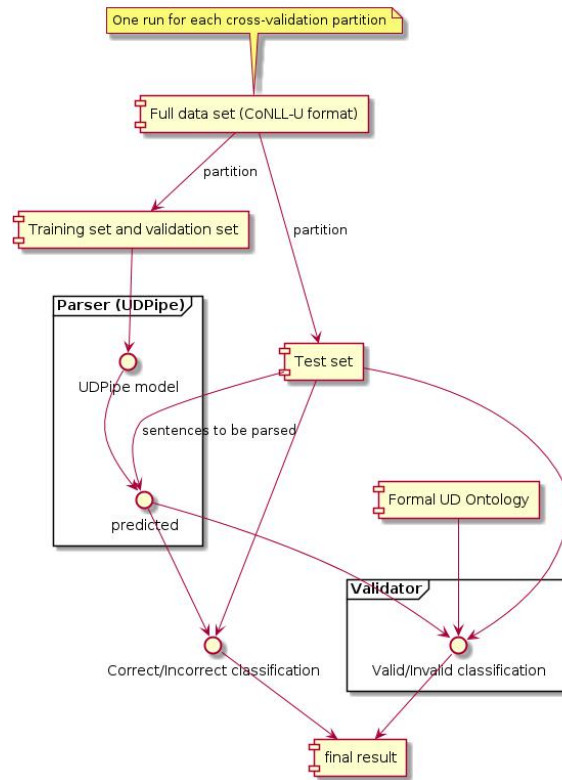 One run for each cross-validation partition
Full data set (CoNLL-U format)
partition
Training set and validation set
partition
Parser (UDPipe)
Test set
UDPipe model
sentences to be parsed
Formal UD Ontology
predicted
Validator
Correct/Incorrect classification
Valid/Invalid classification
final result